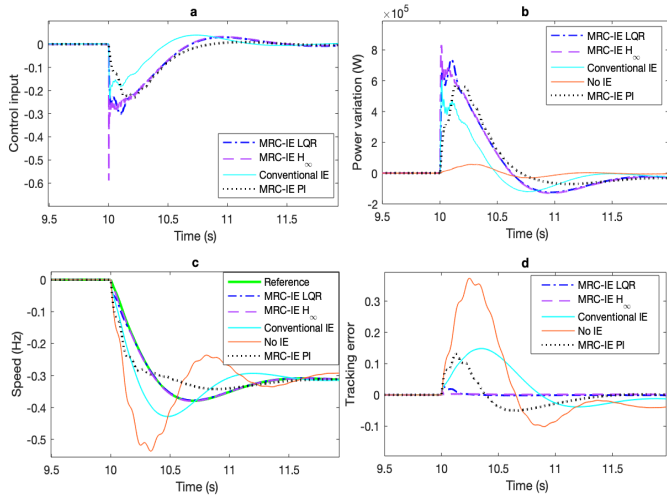 a
0
-0.1
-0.2
-0.3
-0.4
-0.5
-0.6
Control input
MRC-IE LQR
MRC-IE H∞
Conventional IE
MRC-IE PI
9.5 10 10.5 11 11.5
Time (s)
b
×10⁵
8
6
4
2
0
-2
Power variation (W)
MRC-IE LQR
MRC-IE H∞
Conventional IE
No IE
MRC-IE PI
9.5 10 10.5 11 11.5
Time (s)
c
0
-0.1
-0.2
-0.3
-0.4
-0.5
Speed (Hz)
Reference
MRC-IE LQR
MRC-IE H∞
Conventional IE
No IE
MRC-IE PI
9.5 10 10.5 11 11.5
Time (s)
d
0.3
0.2
0.1
0
-0.1
Tracking error
MRC-IE LQR
MRC-IE H∞
Conventional IE
No IE
MRC-IE PI
9.5 10 10.5 11 11.5
Time (s)